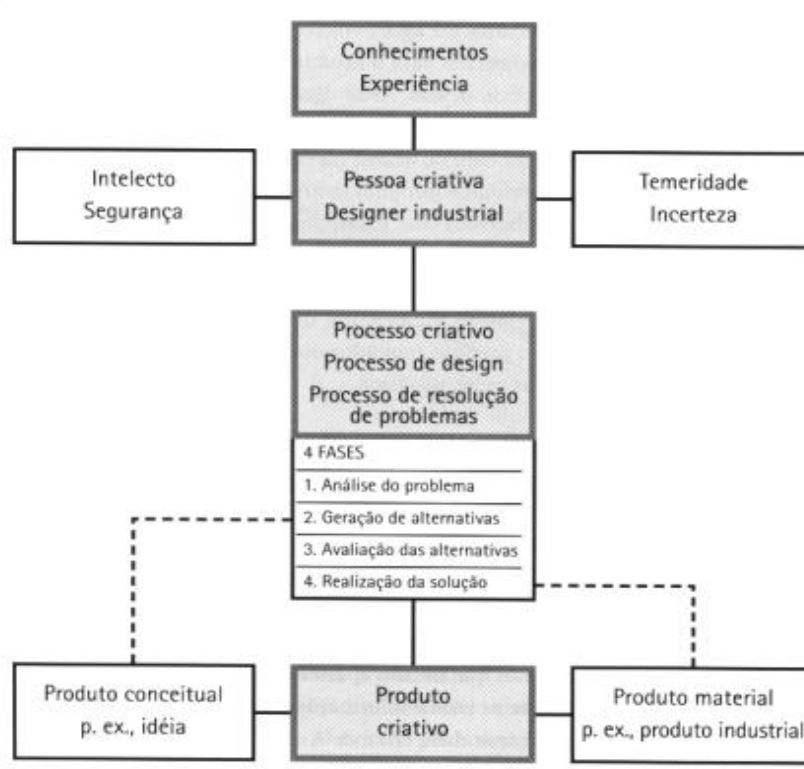 Conhecimentos
Experiência
Intelecto
Segurança
Pessoa criativa
Designer industrial
Temeridade
Incerteza
Processo criativo
Processo de design
Processo de resolução
de problemas
4 FASES
1. Análise do problema
2. Geração de alternativas
3. Avaliação das alternativas
4. Realização da solução
Produto conceitual
p. ex., idéia
Produto
criativo
Produto material
p. ex., produto industrial